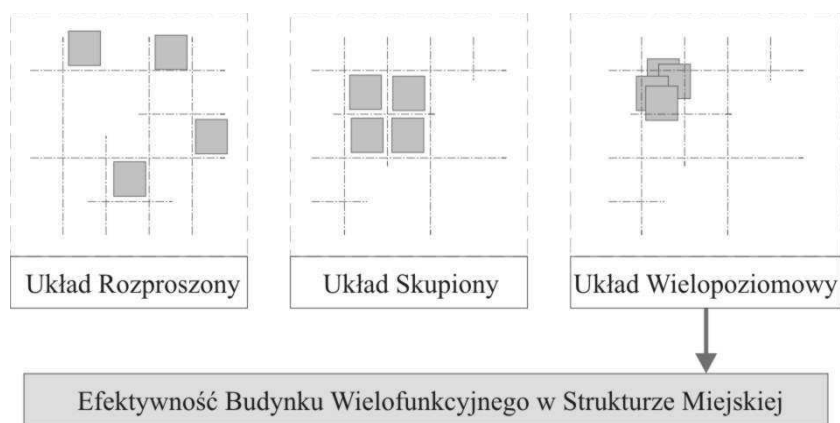 Układ Rozproszony
Układ Skupiony
Układ Wielopoziomowy
Efektywność Budynku Wielofunkcyjnego w Strukturze Miejskiej